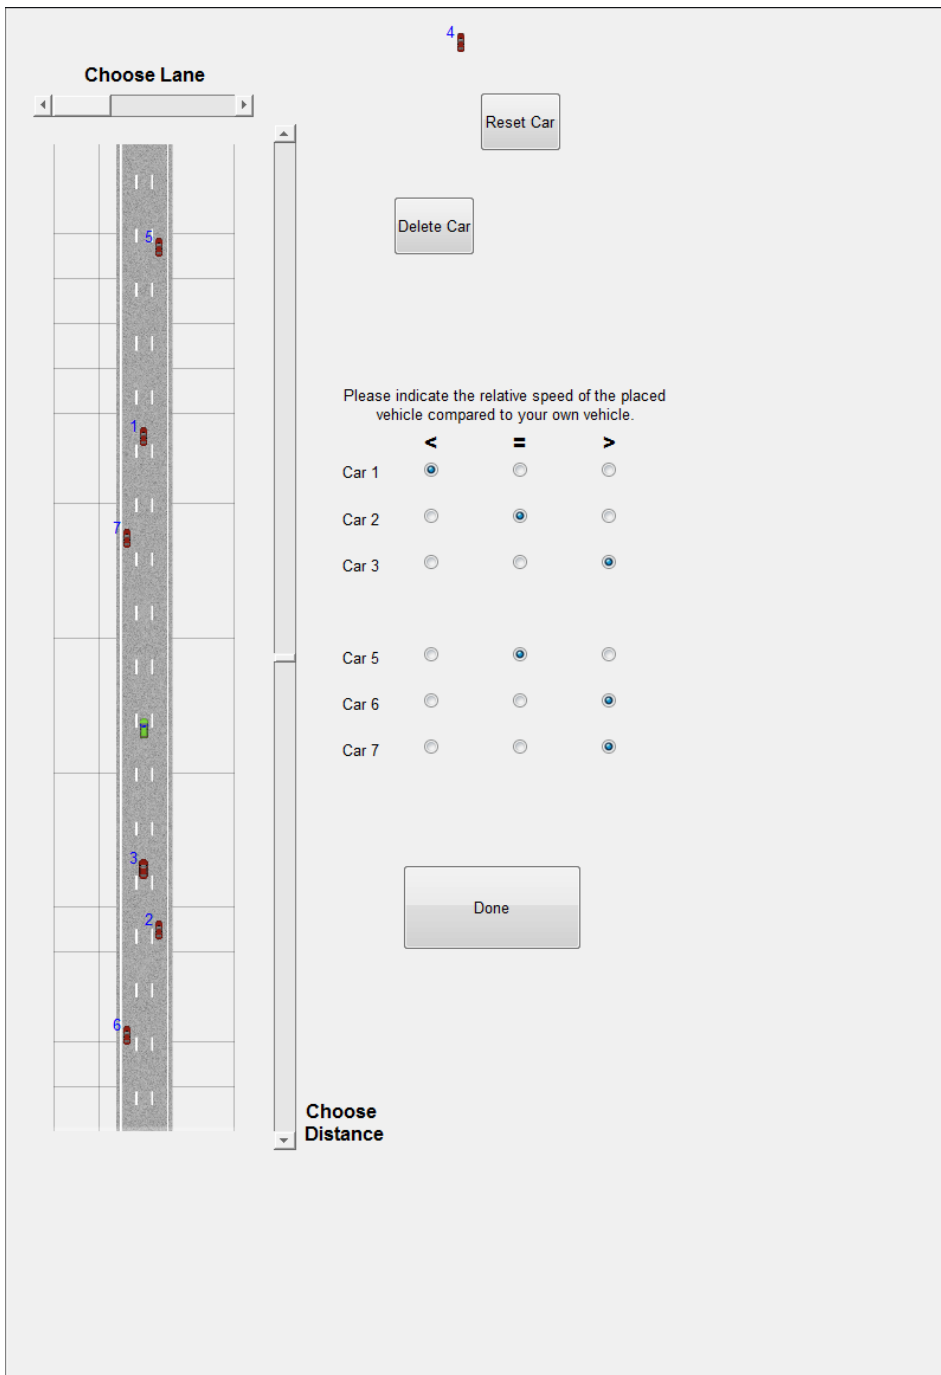 4
Choose Lane
Reset Car
Delete Car
5
1
7
3
2
6
Please indicate the relative speed of the placed
vehicle compared to your own vehicle.
< = >
Car 1
Car 2
Car 3
Car 5
Car 6
Car 7
Done
Choose
Distance